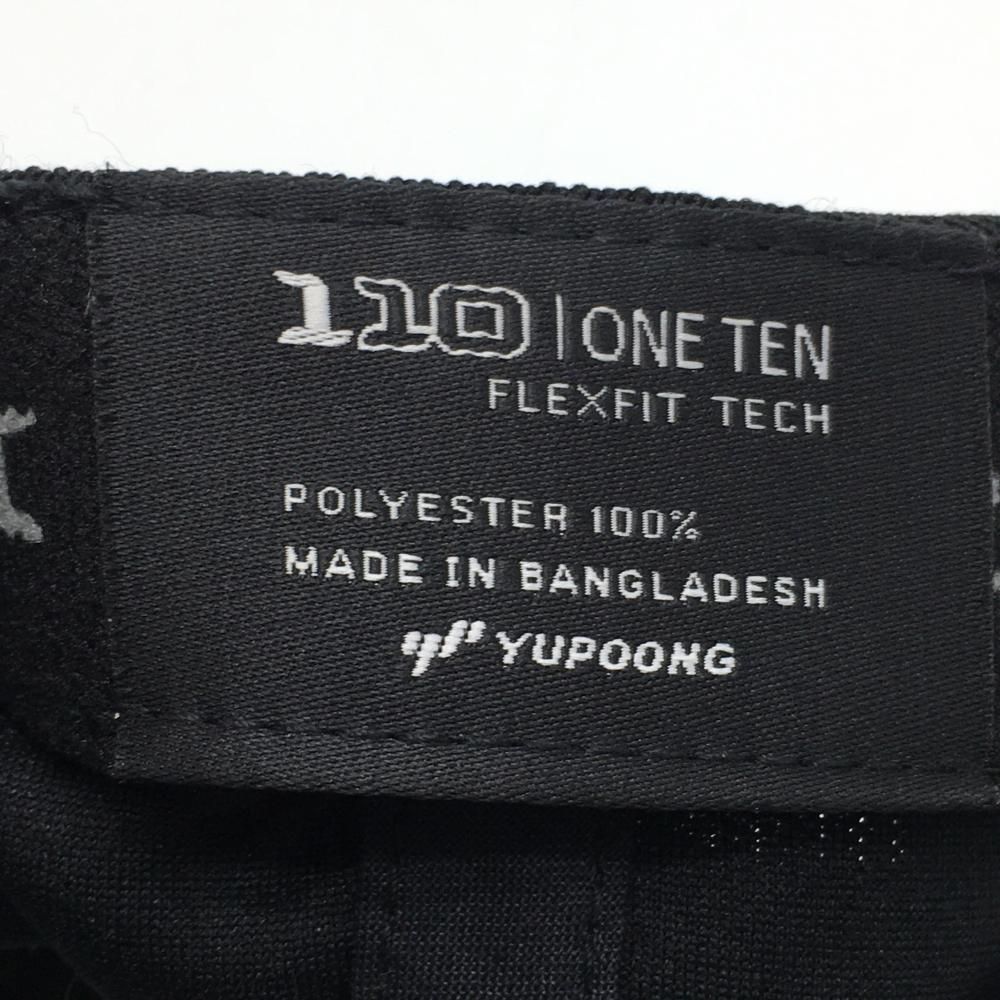 110 | ONE TEN
FLEXFIT TECH
POLYESTER 100%
MADE IN BANGLADESH
YUPOONG